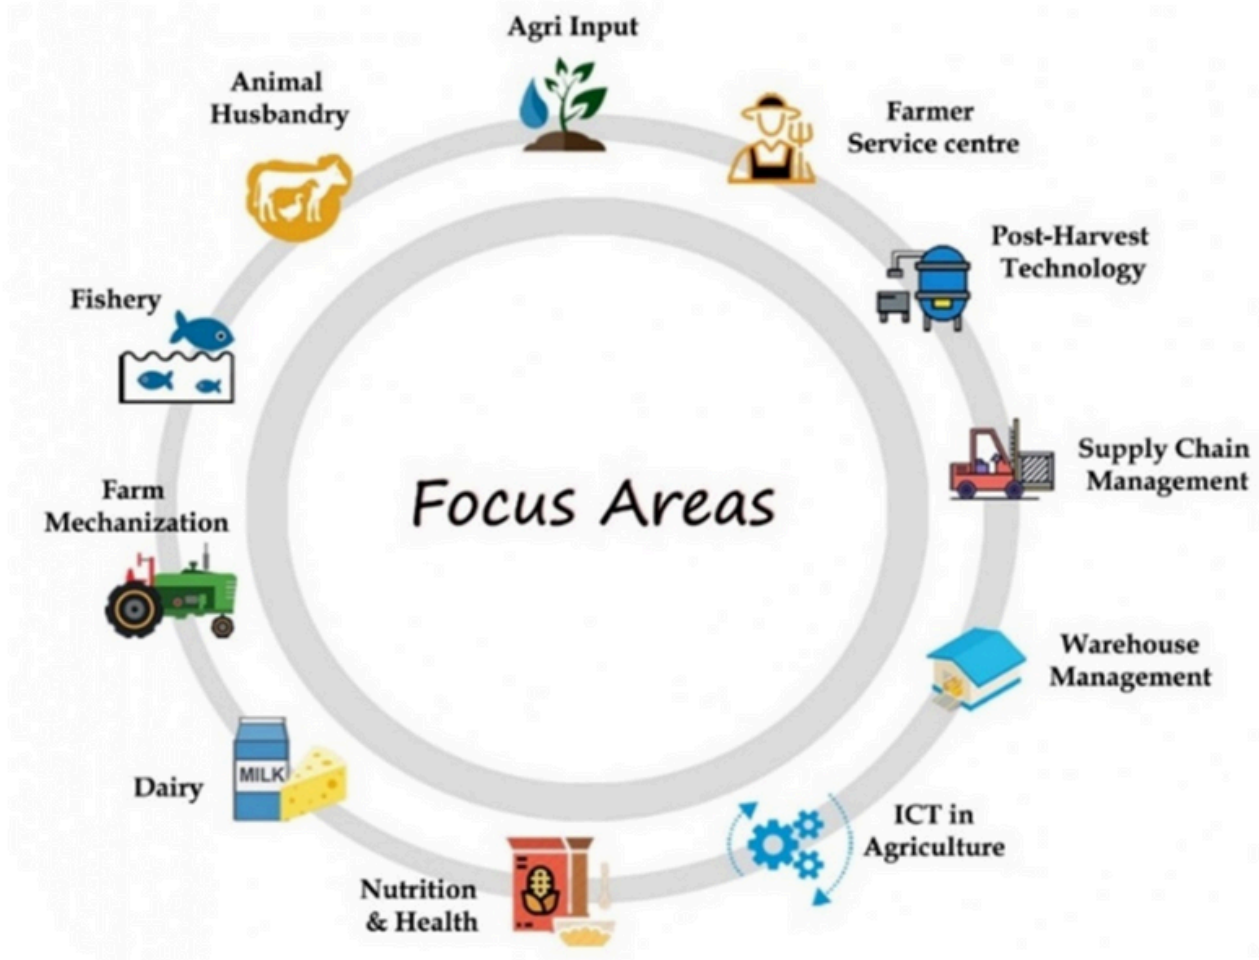 Agri Input
Farmer
Service centre
Post-Harvest
Technology
Supply Chain
Management
Warehouse
Management
ICT in
Agriculture
Nutrition
& Health
Dairy
MILK
Farm
Mechanization
Fishery
Animal
Husbandry
Focus Areas